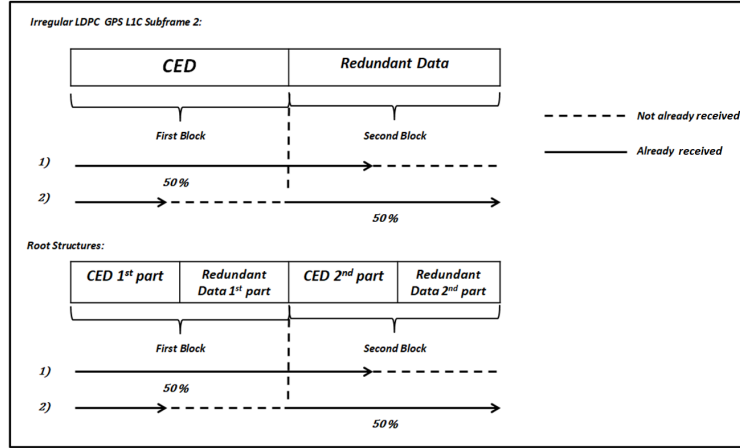 Irregular LDPC GPS L1C Subframe 2:
CED
Redundant Data
First Block
Second Block
Not already received
Already received
1)
50%
2)
50%
Root Structures:
CED 1st part
Redundant
Data 1st part
CED 2nd part
Redundant
Data 2nd part
First Block
Second Block
1)
50%
2)
50%